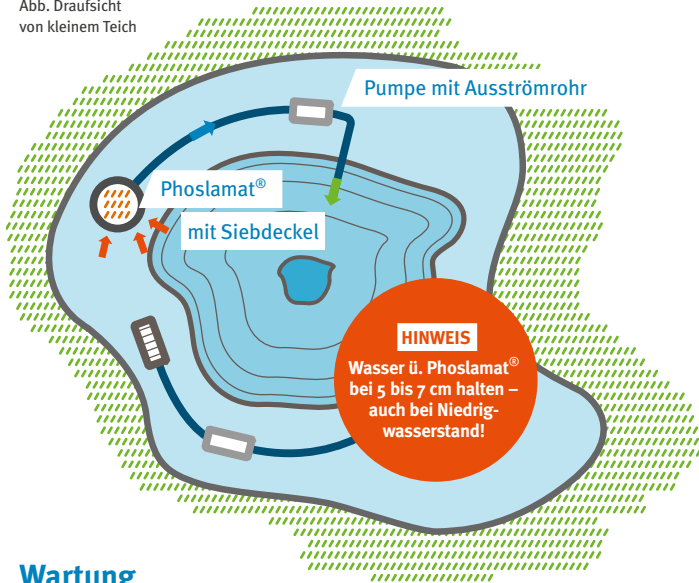 Abb. Draufsicht
von kleinem Teich
Pumpe mit Ausströmrohr
Phoslamat®
mit Siebdeckel
HINWEIS
Wasser ü. Phoslamat®
bei 5 bis 7 cm halten –
auch bei Niedrig-
wasserstand!
Wartung